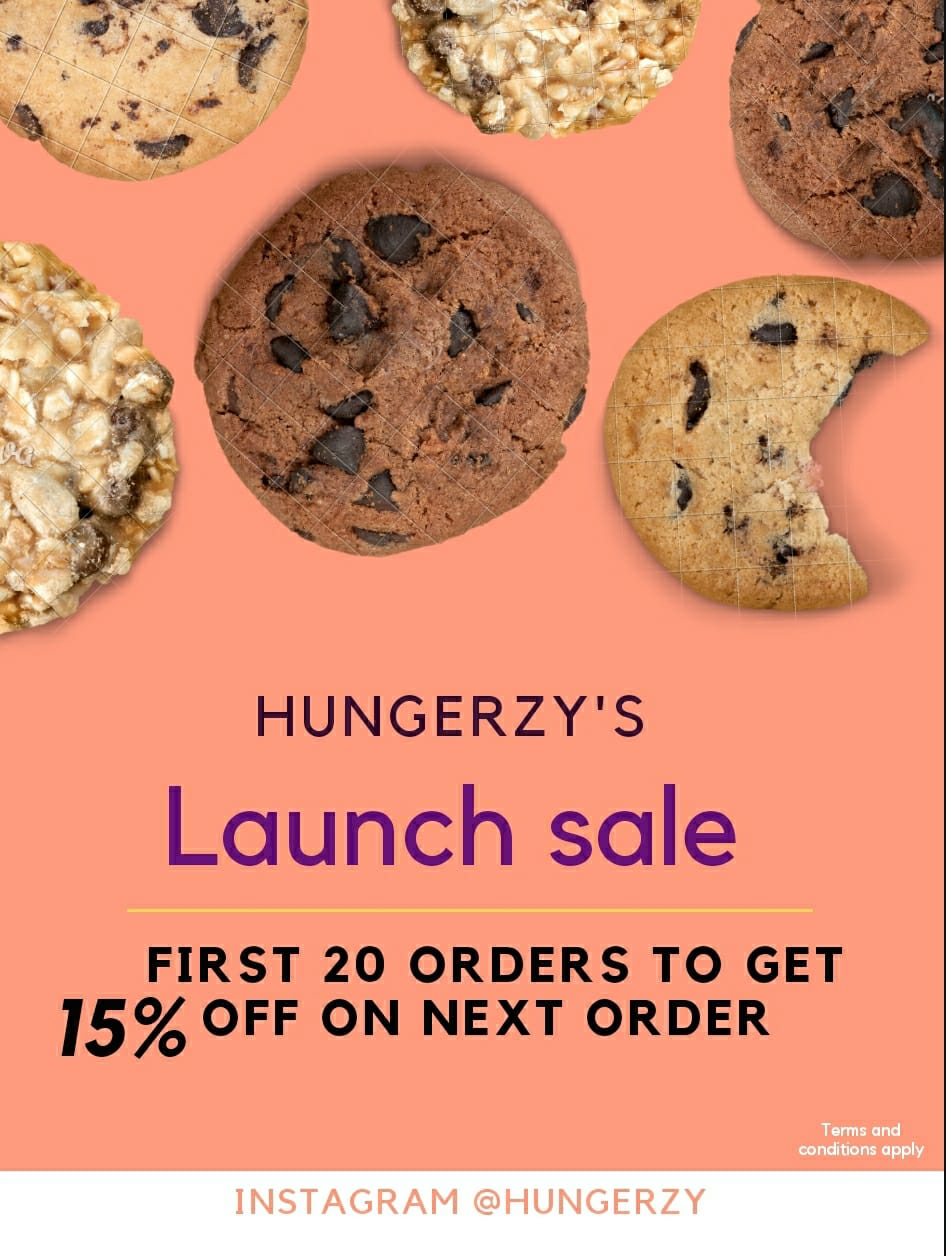 HUNGERZY'S
Launch sale
FIRST 20 ORDERS TO GET
15% OFF ON NEXT ORDER
Terms and
conditions apply
INSTAGRAM @HUNGERZY